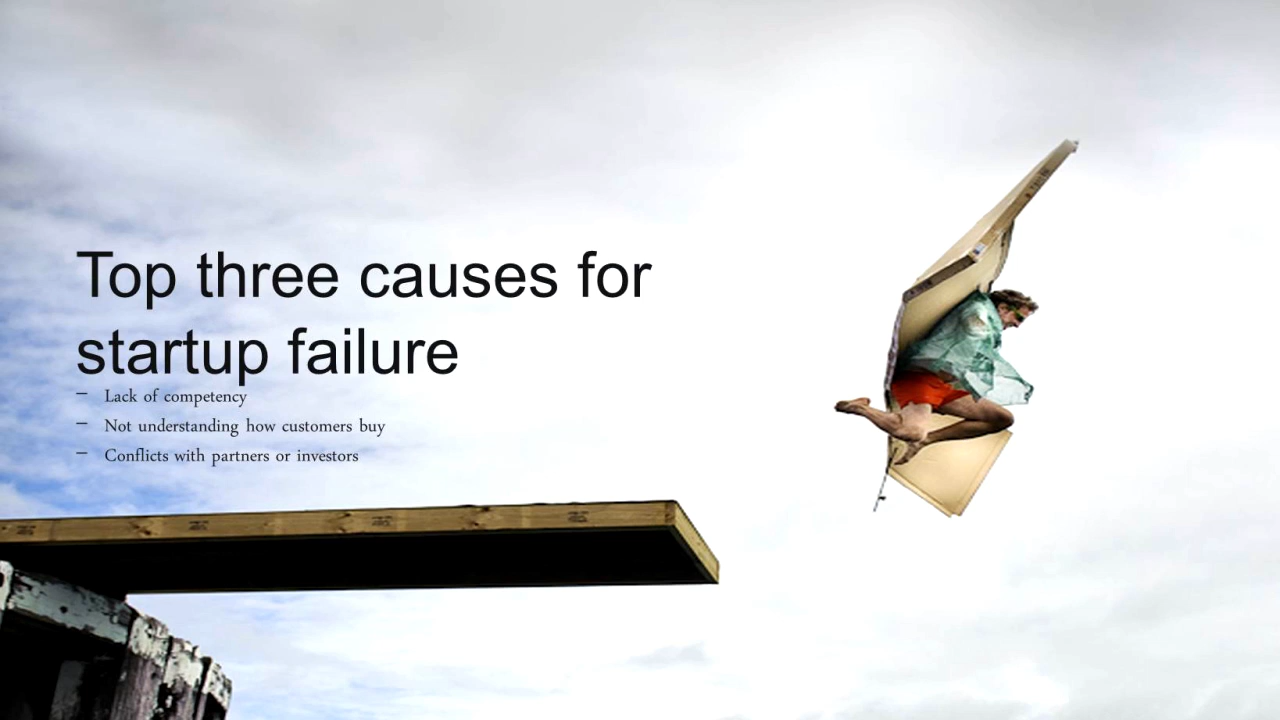 Top three causes for
startup failure
– Lack of competency
– Not understanding how customers buy
– Conflicts with partners or investors